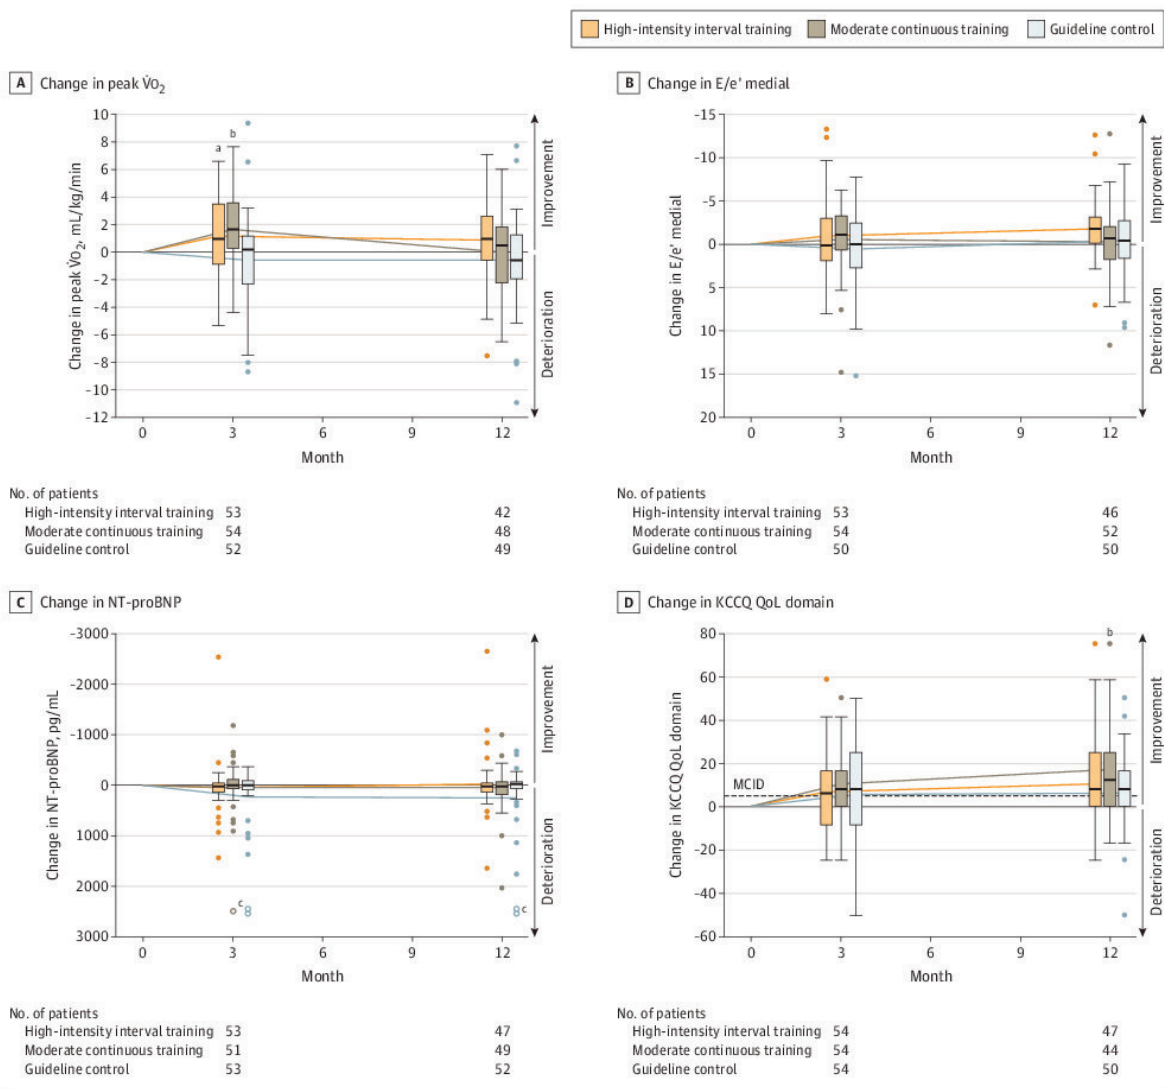 High-intensity interval training Moderate continuous training Guideline control
A Change in peak V̇O₂
Change in peak V̇O₂, mL/kg/min
10
8
6
4
2
0
-2
-4
-6
-8
-10
-12
a
b
Improvement
Deterioration
0 3 6 9 12
Month
No. of patients
High-intensity interval training 53 42
Moderate continuous training 54 48
Guideline control 52 49
B Change in E/e' medial
Change in E/e' medial
-15
-10
-5
0
5
10
15
20
Improvement
Deterioration
0 3 6 9 12
Month
No. of patients
High-intensity interval training 53 46
Moderate continuous training 54 52
Guideline control 50 50
C Change in NT-proBNP
Change in NT-proBNP, pg/mL
-3000
-2000
-1000
0
1000
2000
3000
c
c
Improvement
Deterioration
0 3 6 9 12
Month
No. of patients
High-intensity interval training 53 47
Moderate continuous training 51 49
Guideline control 53 52
D Change in KCCQ QoL domain
Change in KCCQ QoL domain
80
60
40
20
0
-20
-40
-60
MCID
b
Improvement
Deterioration
0 3 6 9 12
Month
No. of patients
High-intensity interval training 54 47
Moderate continuous training 54 44
Guideline control 54 50